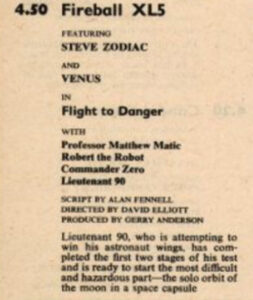 4.50 Fireball XL5
FEATURING
STEVE ZODIAC
AND
VENUS
IN
Flight to Danger
WITH
Professor Matthew Matic
Robert the Robot
Commander Zero
Lieutenant 90
SCRIPT BY ALAN FENNELL
DIRECTED BY DAVID ELLIOTT
PRODUCED BY GERRY ANDERSON
Lieutenant 90, who is attempting to
win his astronaut wings, has com-
pleted the first two stages of his test
and is ready to start the most difficult
and hazardous part—the solo orbit of
the moon in a space capsule